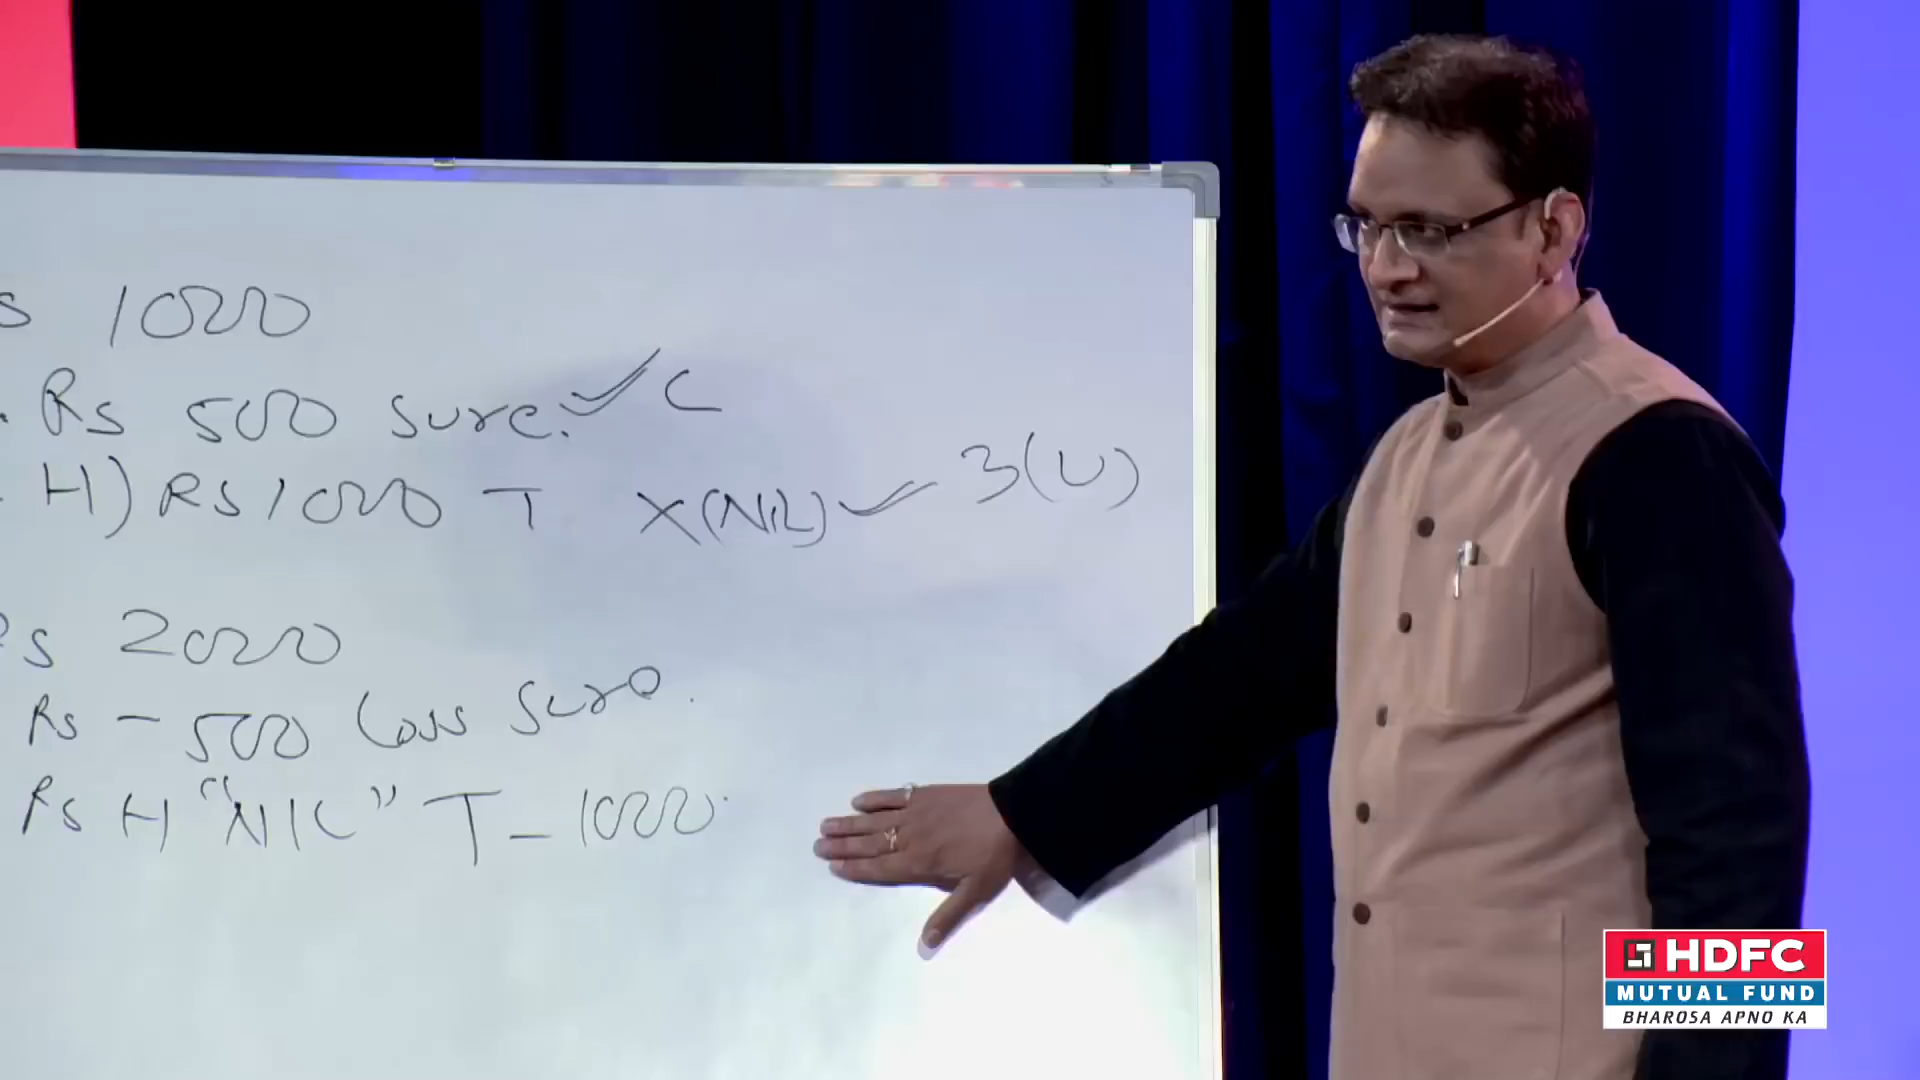 s 1000
. Rs 500 sure. ✓ C
. H) RS 1000 T X (NIL) ✓ 3(U)
Rs 2000
Rs - 500 Loss Sure.
Rs H "NIL" T - 1000
HDFC
MUTUAL FUND
BHAROSA APNO KA